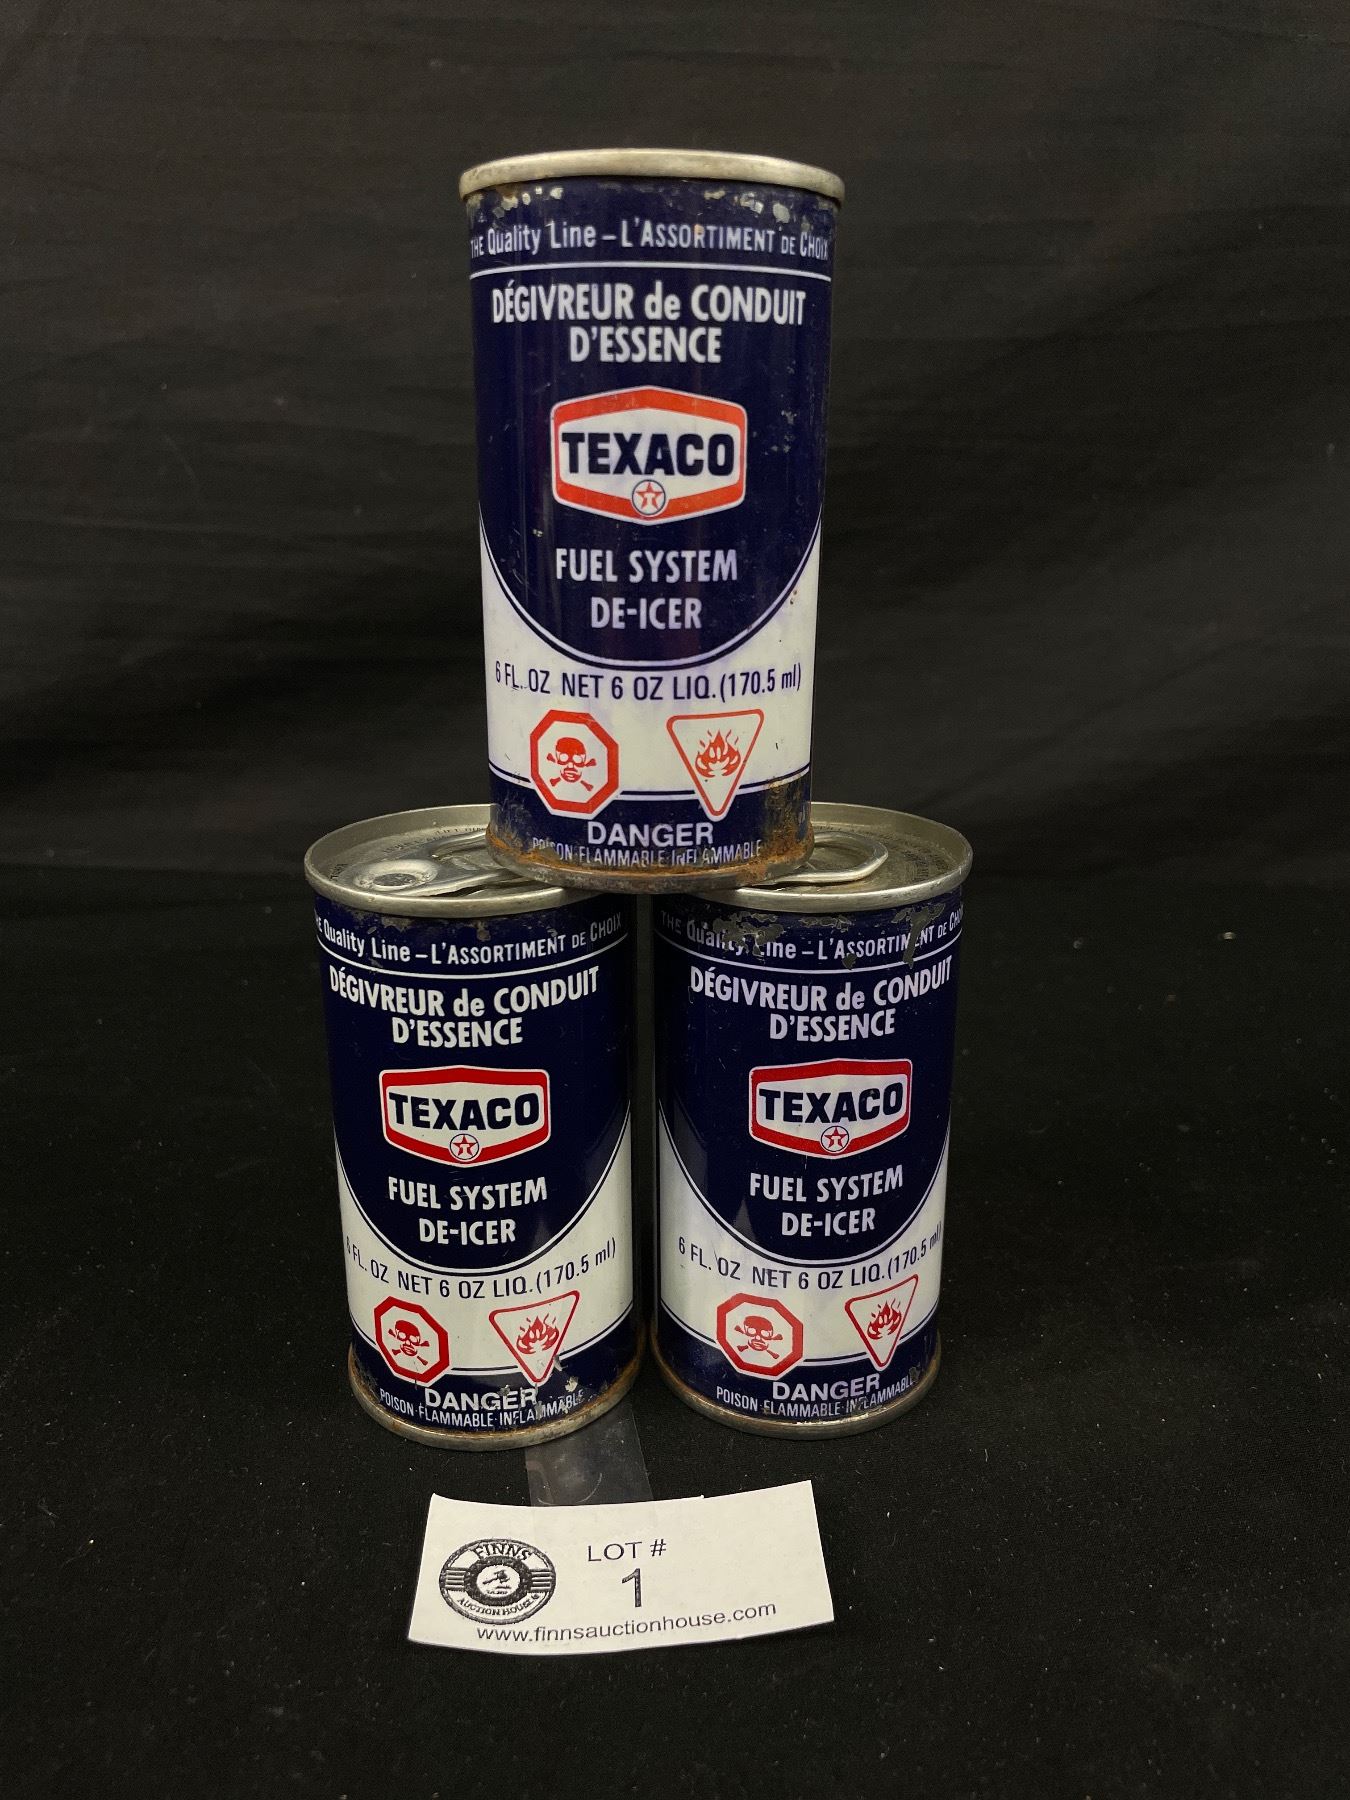 THE Quality Line – L'ASSORTIMENT DE CHOIX
DÉGIVREUR de CONDUIT
D'ESSENCE
TEXACO
T
FUEL SYSTEM
DE-ICER
6 FL. OZ NET 6 OZ LIQ. (170.5 ml)
DANGER
POISON FLAMMABLE INFLAMMABLE
Quality Line – L'ASSORTIMENT DE CHOIX
DÉGIVREUR de CONDUIT
D'ESSENCE
TEXACO
T
FUEL SYSTEM
DE-ICER
6 FL. OZ NET 6 OZ LIQ. (170.5 ml)
DANGER
POISON FLAMMABLE INFLAMMABLE
THE Quality Line – L'ASSORTIMENT DE CHOIX
DÉGIVREUR de CONDUIT
D'ESSENCE
TEXACO
T
FUEL SYSTEM
DE-ICER
6 FL. OZ NET 6 OZ LIQ. (170.5 ml)
DANGER
POISON FLAMMABLE INFLAMMABLE
FINNS
AUCTION HOUSE
LOT #
1
www.finnsauctionhouse.com